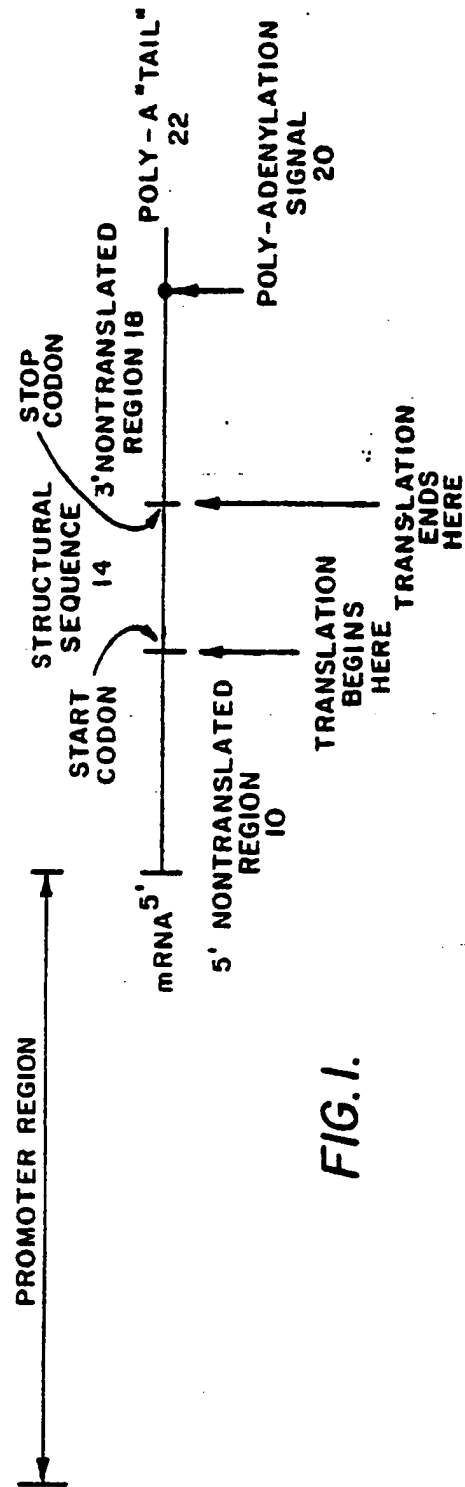 PROMOTER REGION
mRNA 5'
START
CODON
STRUCTURAL
SEQUENCE
14
STOP
CODON
3' NONTRANSLATED
REGION 18
POLY-A "TAIL"
22
5' NONTRANSLATED
REGION
10
TRANSLATION
BEGINS
HERE
TRANSLATION
ENDS
HERE
POLY-ADENYLATION
SIGNAL
20
FIG. 1.